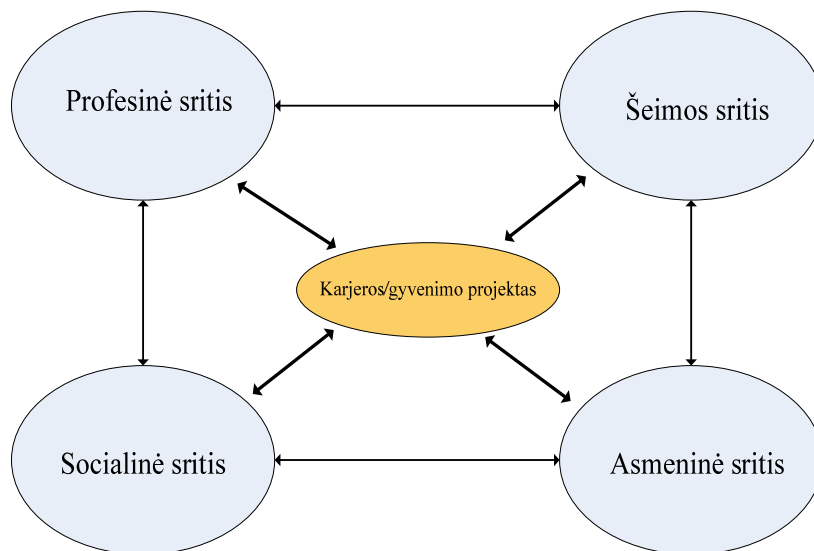 Profesinė sritis
Šeimos sritis
Karjeros/gyvenimo projektas
Socialinė sritis
Asmeninė sritis